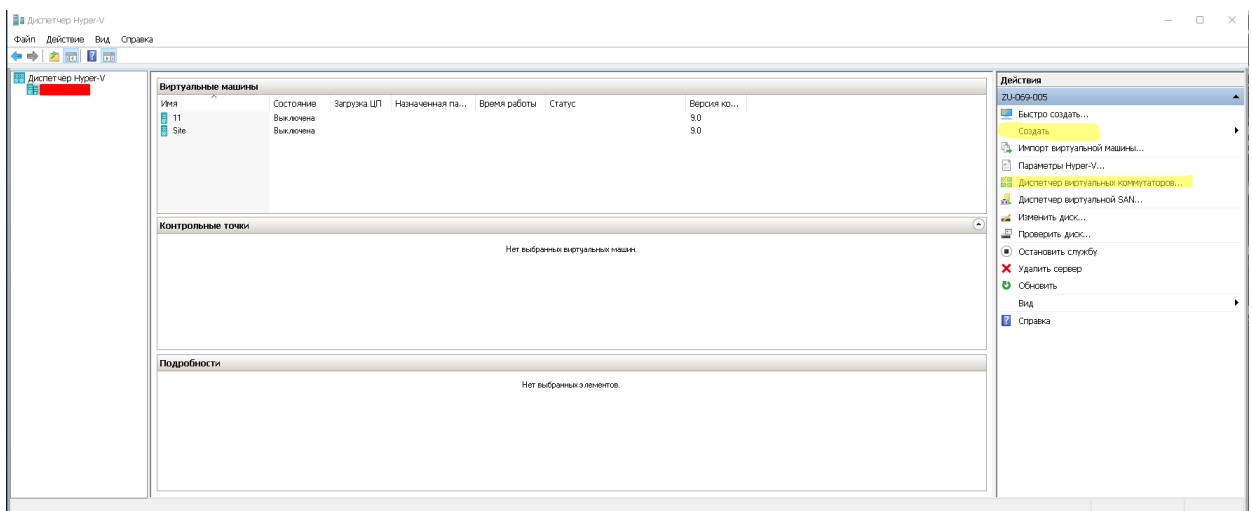 Диспетчер Hyper-V
Файл Действие Вид Справка
Диспетчер Hyper-V
Виртуальные машины
Имя Состояние Загрузка ЦП Назначенная па... Время работы Статус Версия ко...
11 Выключена 9.0
Site Выключена 9.0
Контрольные точки
Нет выбранных виртуальных машин.
Подробности
Нет выбранных элементов.
Действия
ZU-069-005
Быстро создать...
Создать
Импорт виртуальной машины...
Параметры Hyper-V...
Диспетчер виртуальных коммутаторов...
Диспетчер виртуальной SAN...
Изменить диск...
Проверить диск...
Остановить службу
Удалить сервер
Обновить
Вид
Справка